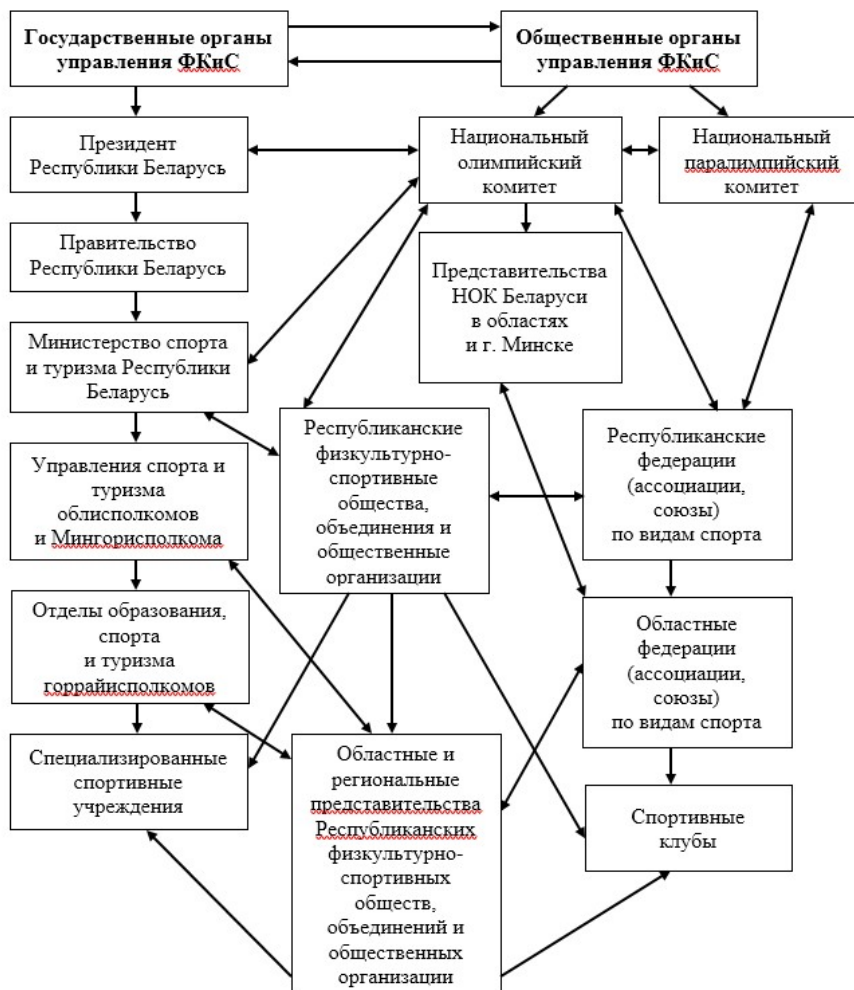 Государственные органы
управления ФКиС
Общественные органы
управления ФКиС
Президент
Республики Беларусь
Национальный
олимпийский
комитет
Национальный
паралимпийский
комитет
Правительство
Республики Беларусь
Представительства
НОК Беларуси
в областях
и г. Минске
Министерство спорта
и туризма Республики
Беларусь
Республиканские
физкультурно-
спортивные
общества,
объединения и
общественные
организации
Республиканские
федерации
(ассоциации,
союзы)
по видам спорта
Управления спорта и
туризма
облисполкомов
и Мингорисполкома
Отделы образования,
спорта
и туризма
горрайисполкомов
Областные
федерации
(ассоциации,
союзы)
по видам спорта
Специализированные
спортивные
учреждения
Областные и
региональные
представительства
Республиканских
физкультурно-
спортивных
обществ,
объединений и
общественных
организации
Спортивные
клубы